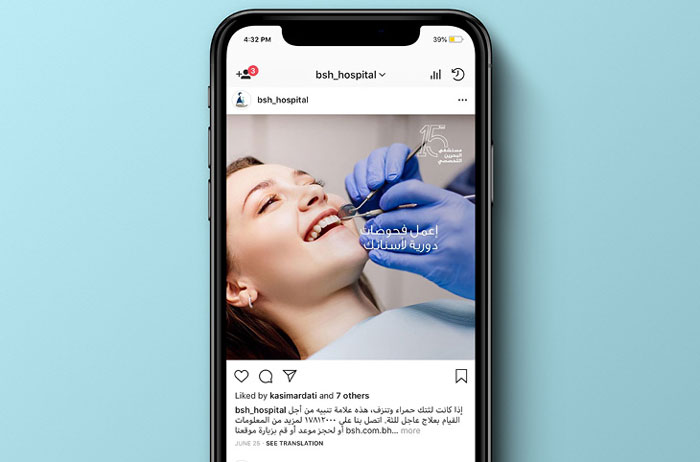 4:32 PM 39%
3
bsh_hospital
bsh_hospital
15
مستشفى
البحرين
التخصصي
إعمل فحوصات
دورية لأسنانك
Liked by kasimardati and 7 others
bsh_hospital إذا كانت لثتك حمراء وتنزف، هذه علامة تنبيه من أجل
القيام بعلاج عاجل للثة. اتصل بنا على ١٧٨١٢٠٠٠ لمزيد من المعلومات
أو لحجز موعد أو قم بزيارة موقعنا bsh.com.bh... more
JUNE 25 · SEE TRANSLATION